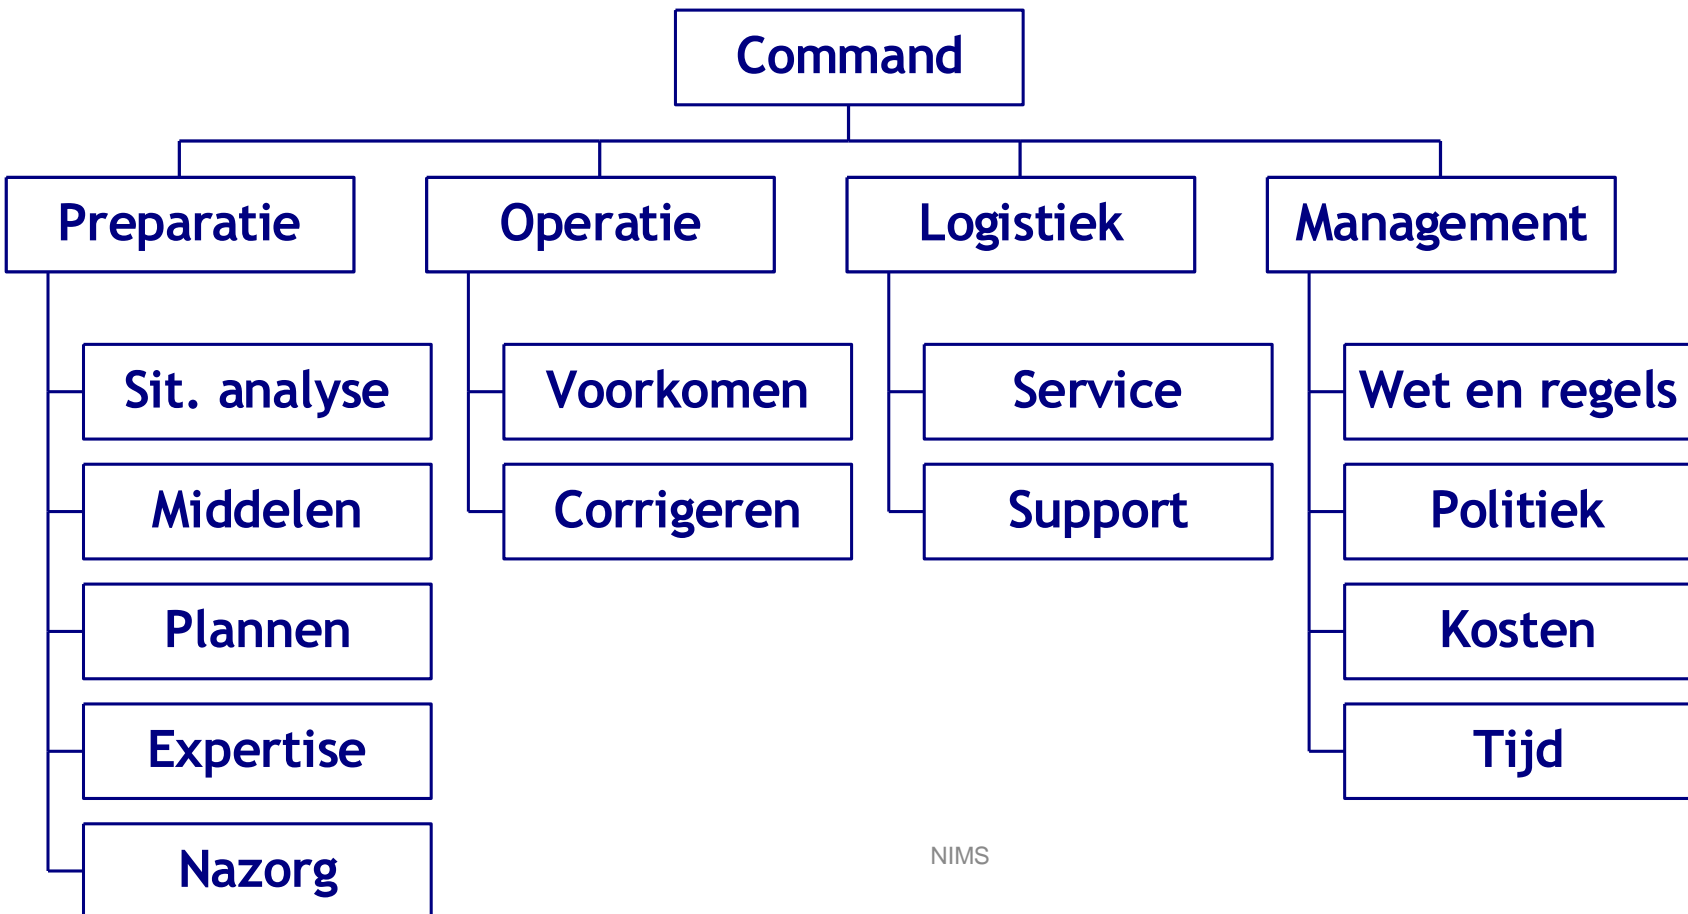 Command
Preparatie
Operatie
Logistiek
Management
Sit. analyse
Voorkomen
Service
Wet en regels
Middelen
Corrigeren
Support
Politiek
Plannen
Kosten
Expertise
Tijd
Nazorg
NIMS